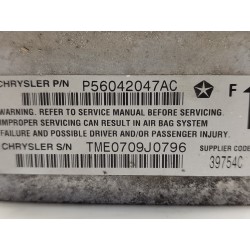 CHRYSLER P/N P56042047AC F 1
WARNING. REFER TO SERVICE MANUAL BEFORE SERVICING.
IMPROPER SERVICING CAN RESULT IN AIR BAG SYSTEM
FAILURE AND POSSIBLE DRIVER AND/OR PASSENGER INJURY.
CHRYSLER S/N TME0709J0796 SUPPLIER CODE
39754C